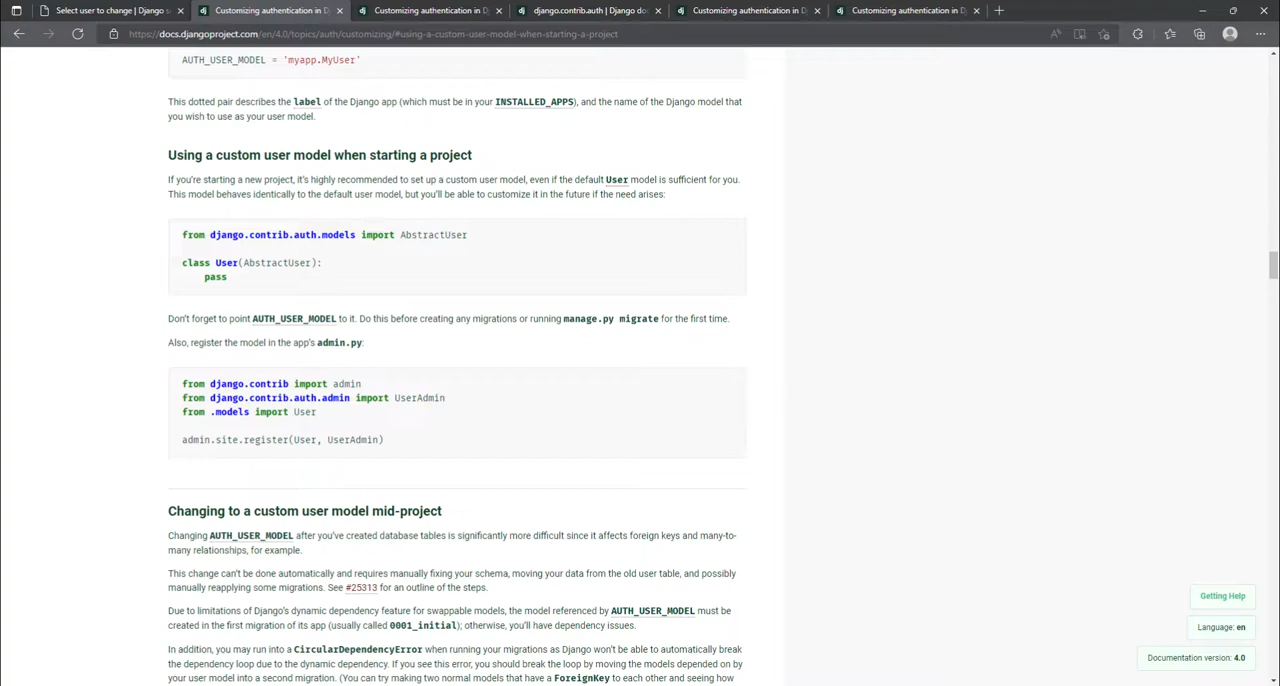 Select user to change | Django s
Customizing authentication in D
Customizing authentication in D
django.contrib.auth | Django do
Customizing authentication in D
Customizing authentication in D
https://docs.djangoproject.com/en/4.0/topics/auth/customizing/#using-a-custom-user-model-when-starting-a-project
AUTH_USER_MODEL = 'myapp.MyUser'
This dotted pair describes the label of the Django app (which must be in your INSTALLED_APPS), and the name of the Django model that
you wish to use as your user model.
Using a custom user model when starting a project
If you're starting a new project, it's highly recommended to set up a custom user model, even if the default User model is sufficient for you.
This model behaves identically to the default user model, but you'll be able to customize it in the future if the need arises:
from django.contrib.auth.models import AbstractUser
class User(AbstractUser):
    pass
Don't forget to point AUTH_USER_MODEL to it. Do this before creating any migrations or running manage.py migrate for the first time.
Also, register the model in the app's admin.py:
from django.contrib import admin
from django.contrib.auth.admin import UserAdmin
from .models import User
admin.site.register(User, UserAdmin)
Changing to a custom user model mid-project
Changing AUTH_USER_MODEL after you've created database tables is significantly more difficult since it affects foreign keys and many-to-
many relationships, for example.
This change can't be done automatically and requires manually fixing your schema, moving your data from the old user table, and possibly
manually reapplying some migrations. See #25313 for an outline of the steps.
Due to limitations of Django's dynamic dependency feature for swappable models, the model referenced by AUTH_USER_MODEL must be
created in the first migration of its app (usually called 0001_initial); otherwise, you'll have dependency issues.
In addition, you may run into a CircularDependencyError when running your migrations as Django won't be able to automatically break
the dependency loop due to the dynamic dependency. If you see this error, you should break the loop by moving the models depended on by
your user model into a second migration. (You can try making two normal models that have a ForeignKey to each other and seeing how
Getting Help
Language: en
Documentation version: 4.0